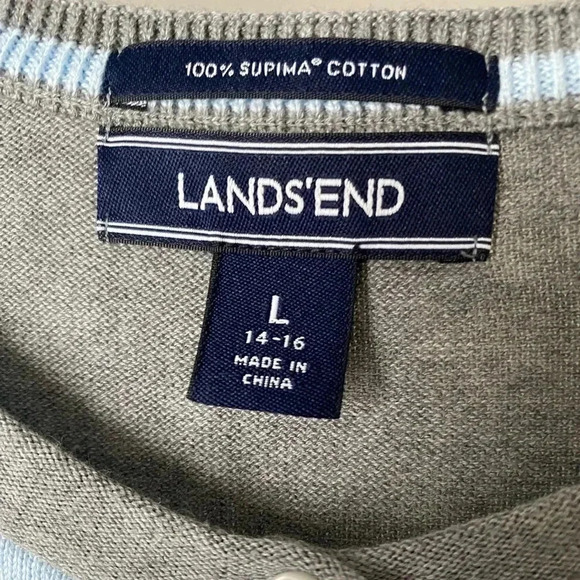 100% SUPIMA® COTTON
LANDS'END
L
14-16
MADE IN
CHINA